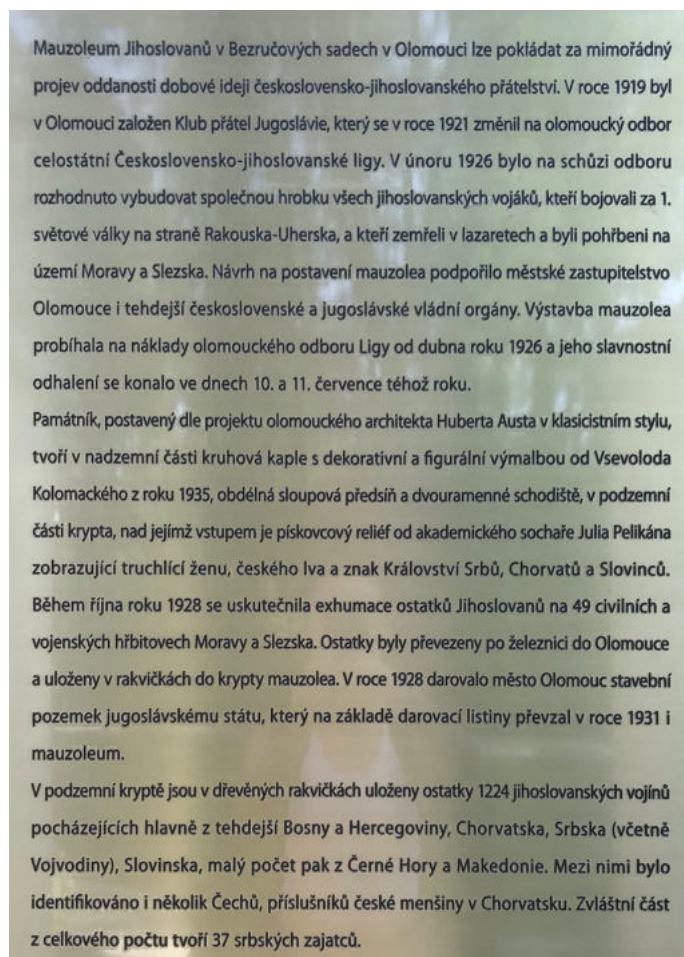 Mauzoleum Jihoslovanů v Bezručových sadech v Olomouci lze pokládat za mimořádný
projev oddanosti dobové ideji československo-jihoslovanského přátelství. V roce 1919 byl
v Olomouci založen Klub přátel Jugoslávie, který se v roce 1921 změnil na olomoucký odbor
celostátní Československo-jihoslovanské ligy. V únoru 1926 bylo na schůzi odboru
rozhodnuto vybudovat společnou hrobku všech jihoslovanských vojáků, kteří bojovali za 1.
světové války na straně Rakouska-Uherska, a kteří zemřeli v lazaretech a byli pohřbeni na
území Moravy a Slezska. Návrh na postavení mauzolea podpořilo městské zastupitelstvo
Olomouce i tehdejší československé a jugoslávské vládní orgány. Výstavba mauzolea
probíhala na náklady olomouckého odboru Ligy od dubna roku 1926 a jeho slavnostní
odhalení se konalo ve dnech 10. a 11. července téhož roku.
Památník, postavený dle projektu olomouckého architekta Huberta Austa v klasicistním stylu,
tvoří v nadzemní části kruhová kaple s dekorativní a figurální výmalbou od Vsevoloda
Kolomackého z roku 1935, obdélná sloupová předsíň a dvouramenné schodiště, v podzemní
části krypta, nad jejímž vstupem je pískovcový reliéf od akademického sochaře Julia Pelikána
zobrazující truchlící ženu, českého lva a znak Království Srbů, Chorvatů a Slovinců.
Během října roku 1928 se uskutečnila exhumace ostatků Jihoslovanů na 49 civilních a
vojenských hřbitovech Moravy a Slezska. Ostatky byly převezeny po železnici do Olomouce
a uloženy v rakvičkách do krypty mauzolea. V roce 1928 darovalo město Olomouc stavební
pozemek jugoslávskému státu, který na základě darovací listiny převzal v roce 1931 i
mauzoleum.
V podzemní kryptě jsou v dřevěných rakvičkách uloženy ostatky 1224 jihoslovanských vojínů
pocházejících hlavně z tehdejší Bosny a Hercegoviny, Chorvatska, Srbska (včetně
Vojvodiny), Slovinska, malý počet pak z Černé Hory a Makedonie. Mezi nimi bylo
identifikováno i několik Čechů, příslušníků české menšiny v Chorvatsku. Zvláštní část
z celkového počtu tvoří 37 srbských zajatců.